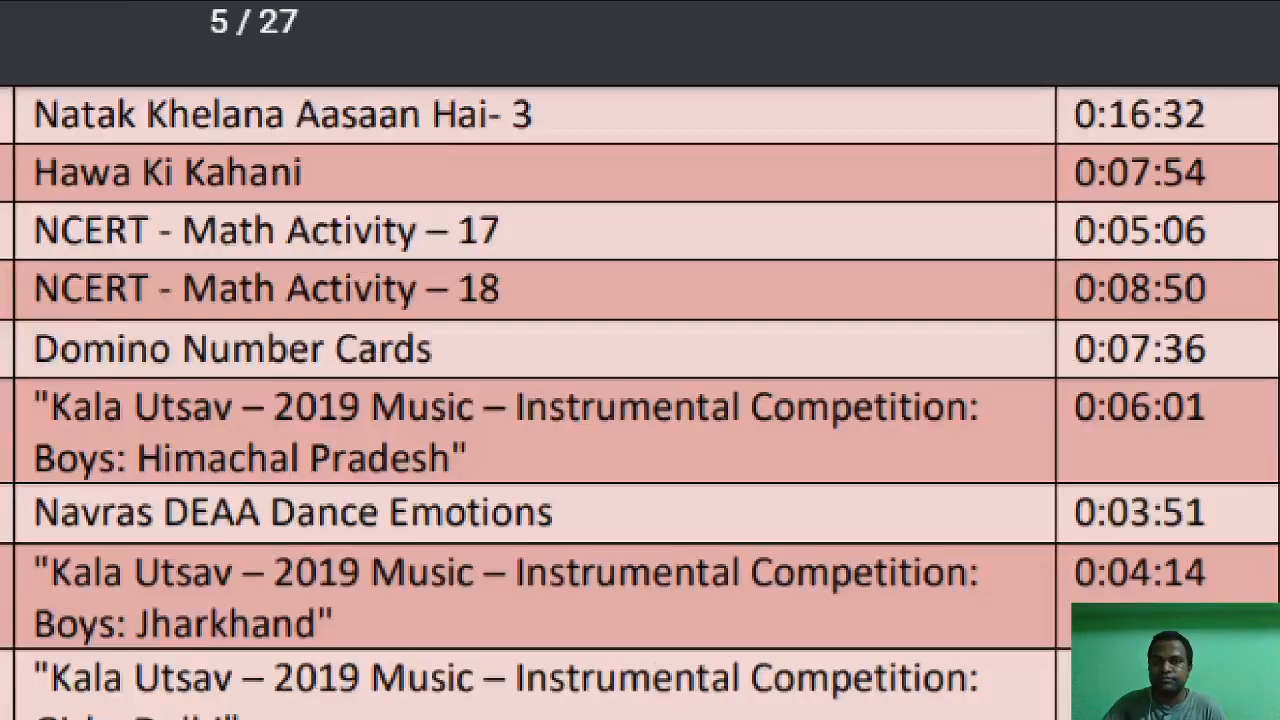 5 / 27
Natak Khelana Aasaan Hai- 3 0:16:32
Hawa Ki Kahani 0:07:54
NCERT - Math Activity – 17 0:05:06
NCERT - Math Activity – 18 0:08:50
Domino Number Cards 0:07:36
"Kala Utsav – 2019 Music – Instrumental Competition: 0:06:01
Boys: Himachal Pradesh"
Navras DEAA Dance Emotions 0:03:51
"Kala Utsav – 2019 Music – Instrumental Competition: 0:04:14
Boys: Jharkhand"
"Kala Utsav – 2019 Music – Instrumental Competition: